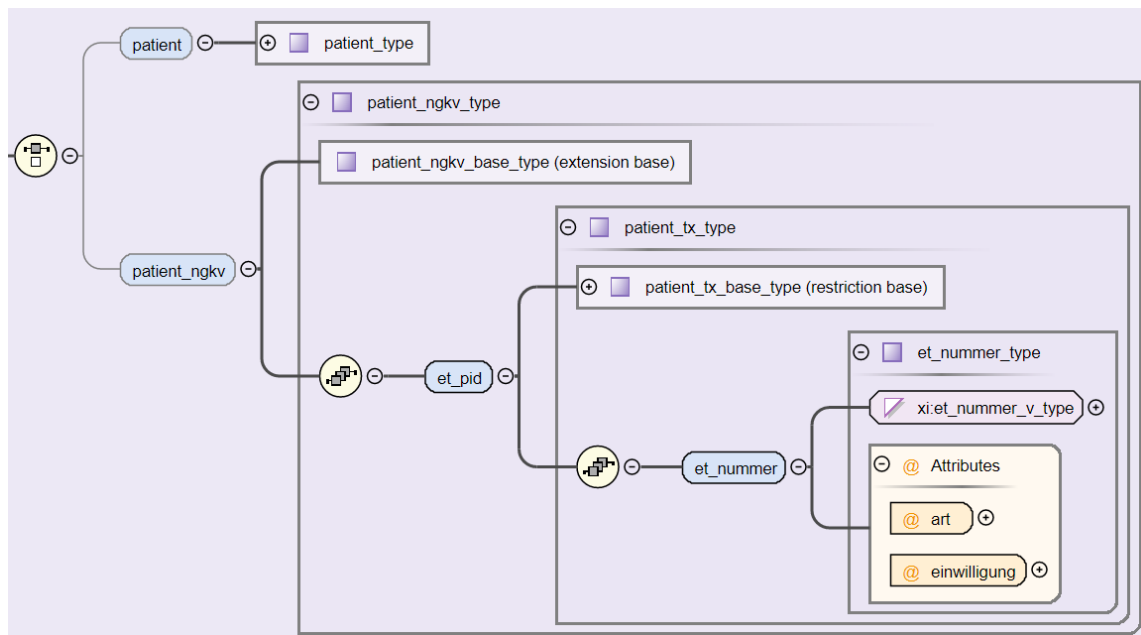 patient
patient_type
patient_ngkv_type
patient_ngkv_base_type (extension base)
patient_ngkv
patient_tx_type
patient_tx_base_type (restriction base)
et_pid
et_nummer_type
xi:et_nummer_v_type
et_nummer
@ Attributes
@ art
@ einwilligung